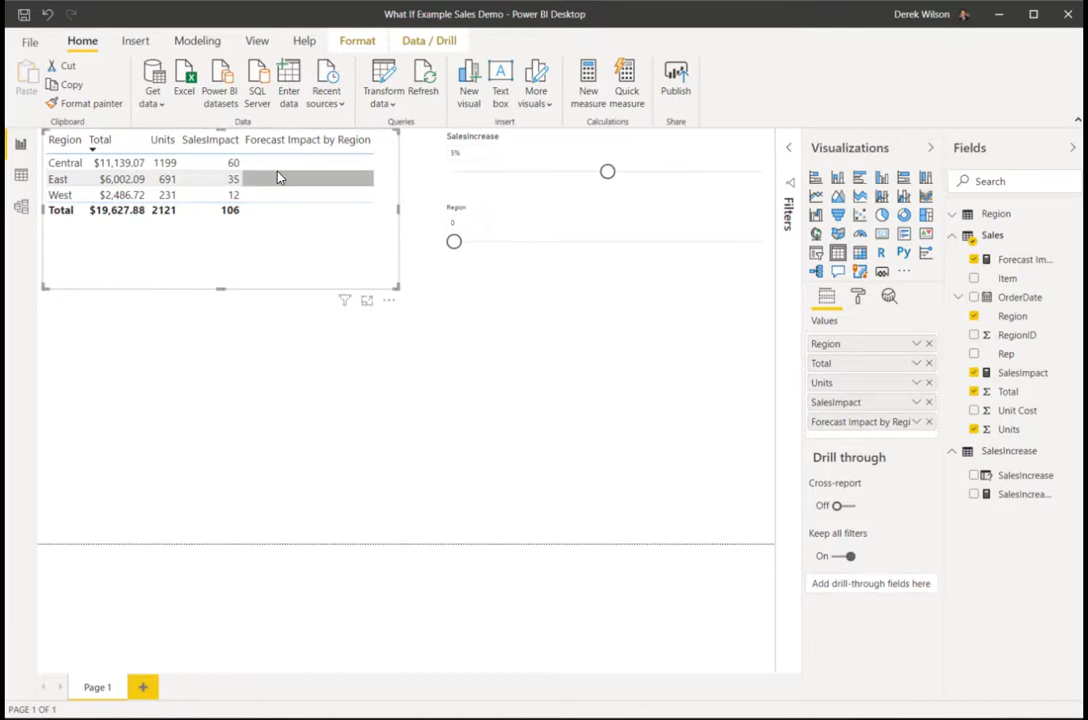 What If Example Sales Demo - Power BI Desktop
Derek Wilson
File Home Insert Modeling View Help Format Data / Drill
Paste
Cut
Copy
Format painter
Clipboard
Get data
Excel
Power BI datasets
SQL Server
Enter data
Recent sources
Data
Transform data
Refresh
Queries
New visual
Text box
More visuals
Insert
New measure
Quick measure
Calculations
Publish
Share
Region Total Units SalesImpact Forecast Impact by Region
Central $11,139.07 1199 60
East $6,002.09 691 35
West $2,486.72 231 12
Total $19,627.88 2121 106
SalesIncrease
5%
Region
0
Filters
Visualizations
R
Py
Values
Region
Total
Units
SalesImpact
Forecast Impact by Regi
Drill through
Cross-report
Off
Keep all filters
On
Add drill-through fields here
Fields
Search
Region
Sales
Forecast Im...
Item
OrderDate
Region
RegionID
Rep
SalesImpact
Total
Unit Cost
Units
SalesIncrease
SalesIncrease
SalesIncrea...
Page 1
PAGE 1 OF 1